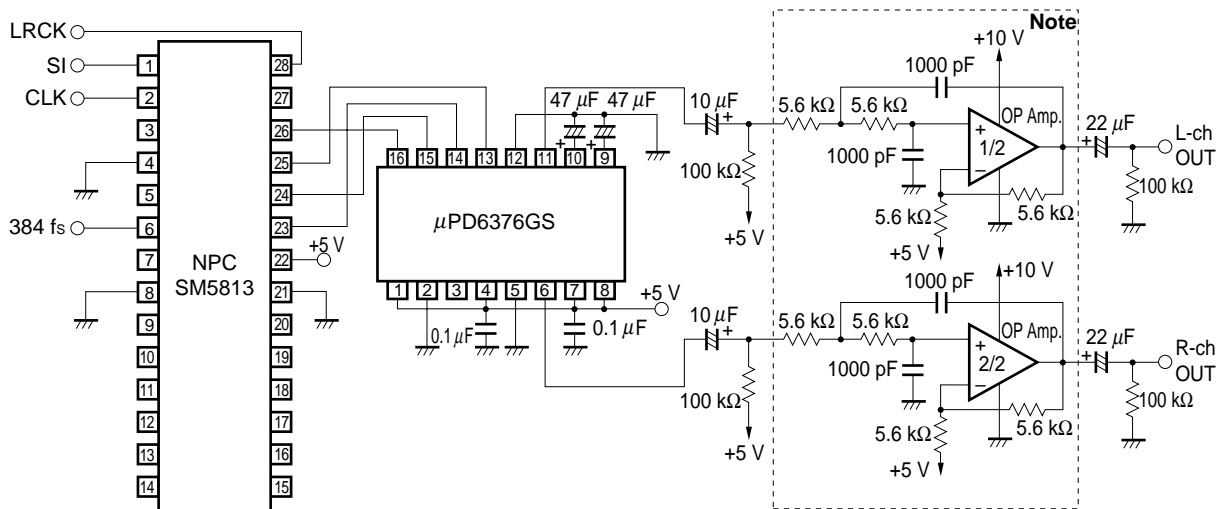 LRCK
SI
CLK
384 fs
1
2
3
4
5
6
7
8
9
10
11
12
13
14
28
27
26
25
24
23
22
21
20
19
18
17
16
15
NPC
SM5813
+5 V
16
15
14
13
12
11
10
9
µPD6376GS
1
2
3
4
5
6
7
8
47 µF
47 µF
+
+
0.1 µF
0.1 µF
+5 V
10 µF
+
100 kΩ
+5 V
10 µF
+
100 kΩ
+5 V
Note
+10 V
1000 pF
5.6 kΩ
5.6 kΩ
OP Amp.
+
1/2
−
1000 pF
5.6 kΩ
5.6 kΩ
+5 V
22 µF
+
L-ch
OUT
100 kΩ
+10 V
1000 pF
5.6 kΩ
5.6 kΩ
OP Amp.
+
2/2
−
1000 pF
5.6 kΩ
5.6 kΩ
+5 V
22 µF
+
R-ch
OUT
100 kΩ